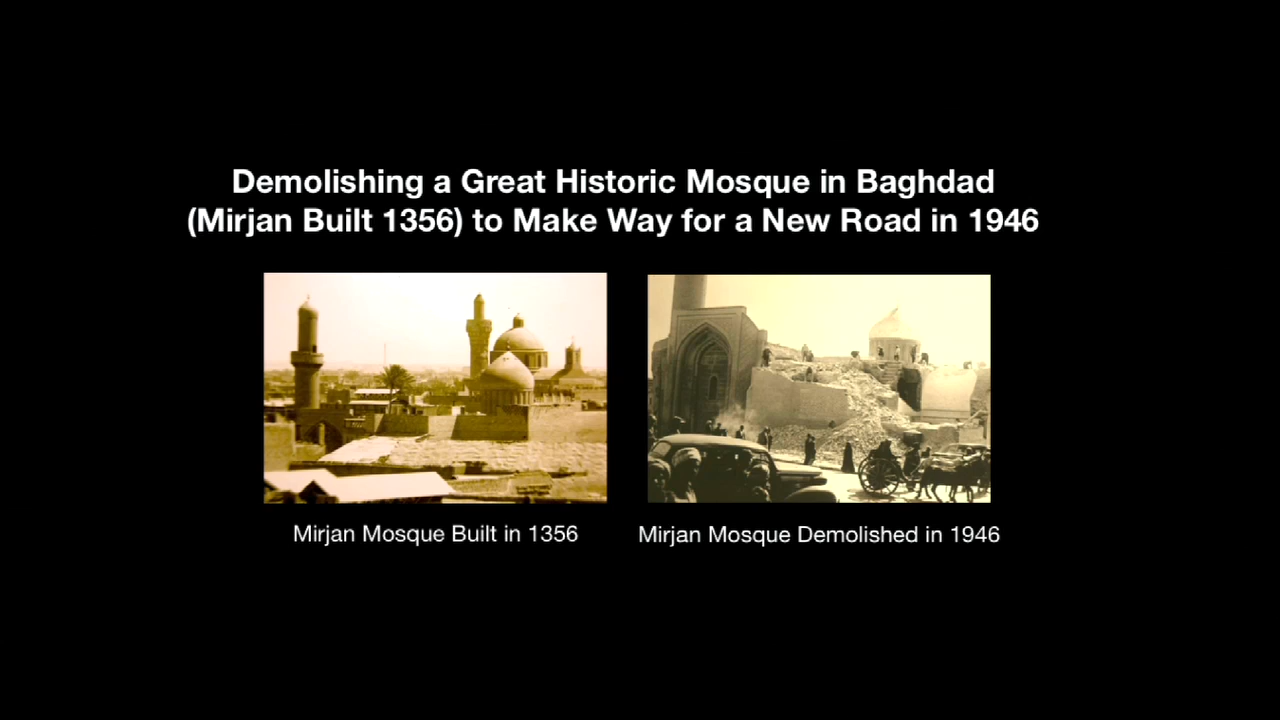 Demolishing a Great Historic Mosque in Baghdad
(Mirjan Built 1356) to Make Way for a New Road in 1946
Mirjan Mosque Built in 1356
Mirjan Mosque Demolished in 1946